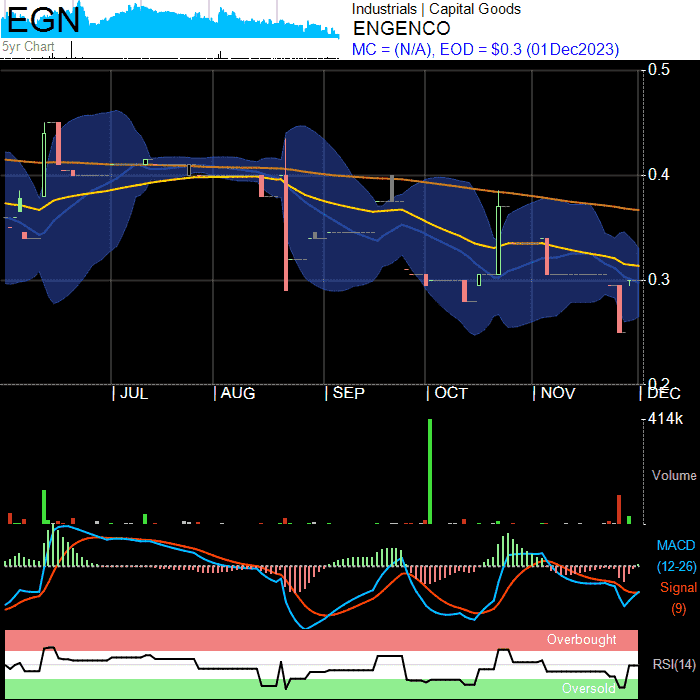 EGN
5yr Chart
Industrials | Capital Goods
ENGENCO
MC = (N/A), EOD = $0.3 (01Dec2023)
0.5
0.4
0.3
0.2
JUL
AUG
SEP
OCT
NOV
DEC
414k
Volume
MACD
(12-26)
Signal
(9)
Overbought
RSI(14)
Oversold